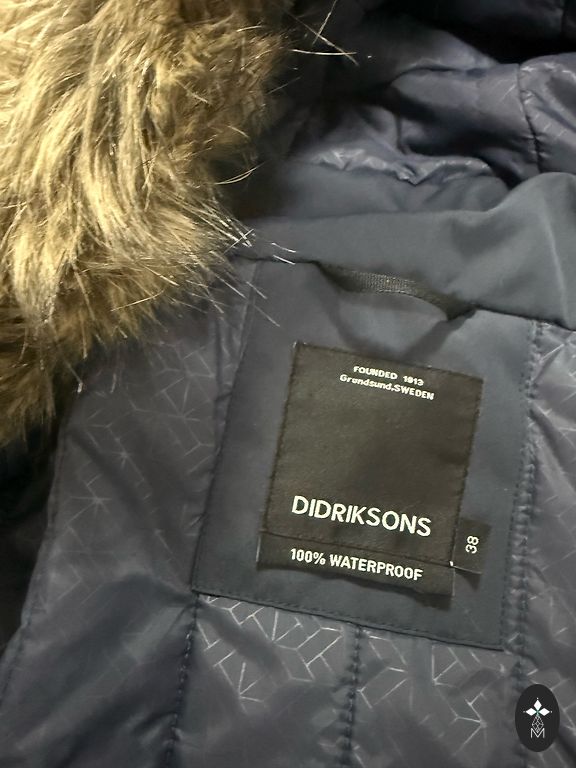 FOUNDED 1913
Grundsund.SWEDEN
DIDRIKSONS
38
100% WATERPROOF
M